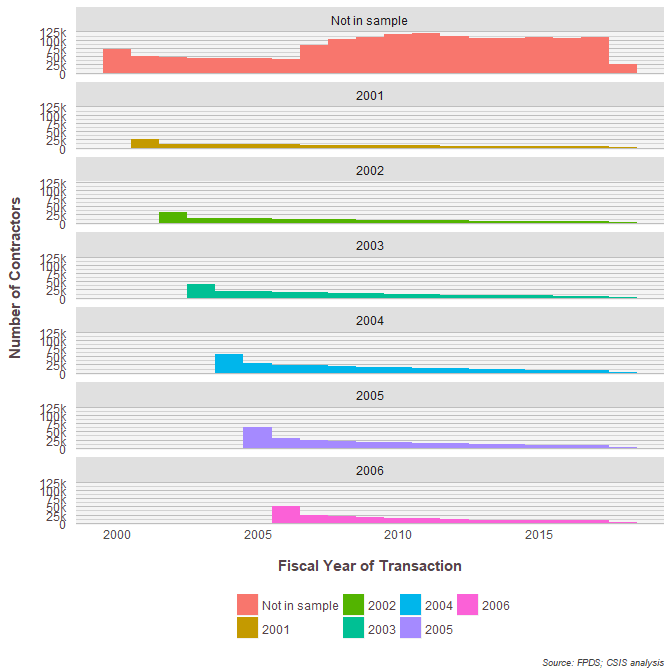 Not in sample
125k
100k
75k
50k
25k
0
2001
125k
100k
75k
50k
25k
0
2002
125k
100k
75k
50k
25k
0
2003
125k
100k
75k
50k
25k
0
2004
125k
100k
75k
50k
25k
0
2005
125k
100k
75k
50k
25k
0
2006
125k
100k
75k
50k
25k
0
Number of Contractors
2000 2005 2010 2015
Fiscal Year of Transaction
Not in sample 2002 2004 2006
2001 2003 2005
Source: FPDS; CSIS analysis